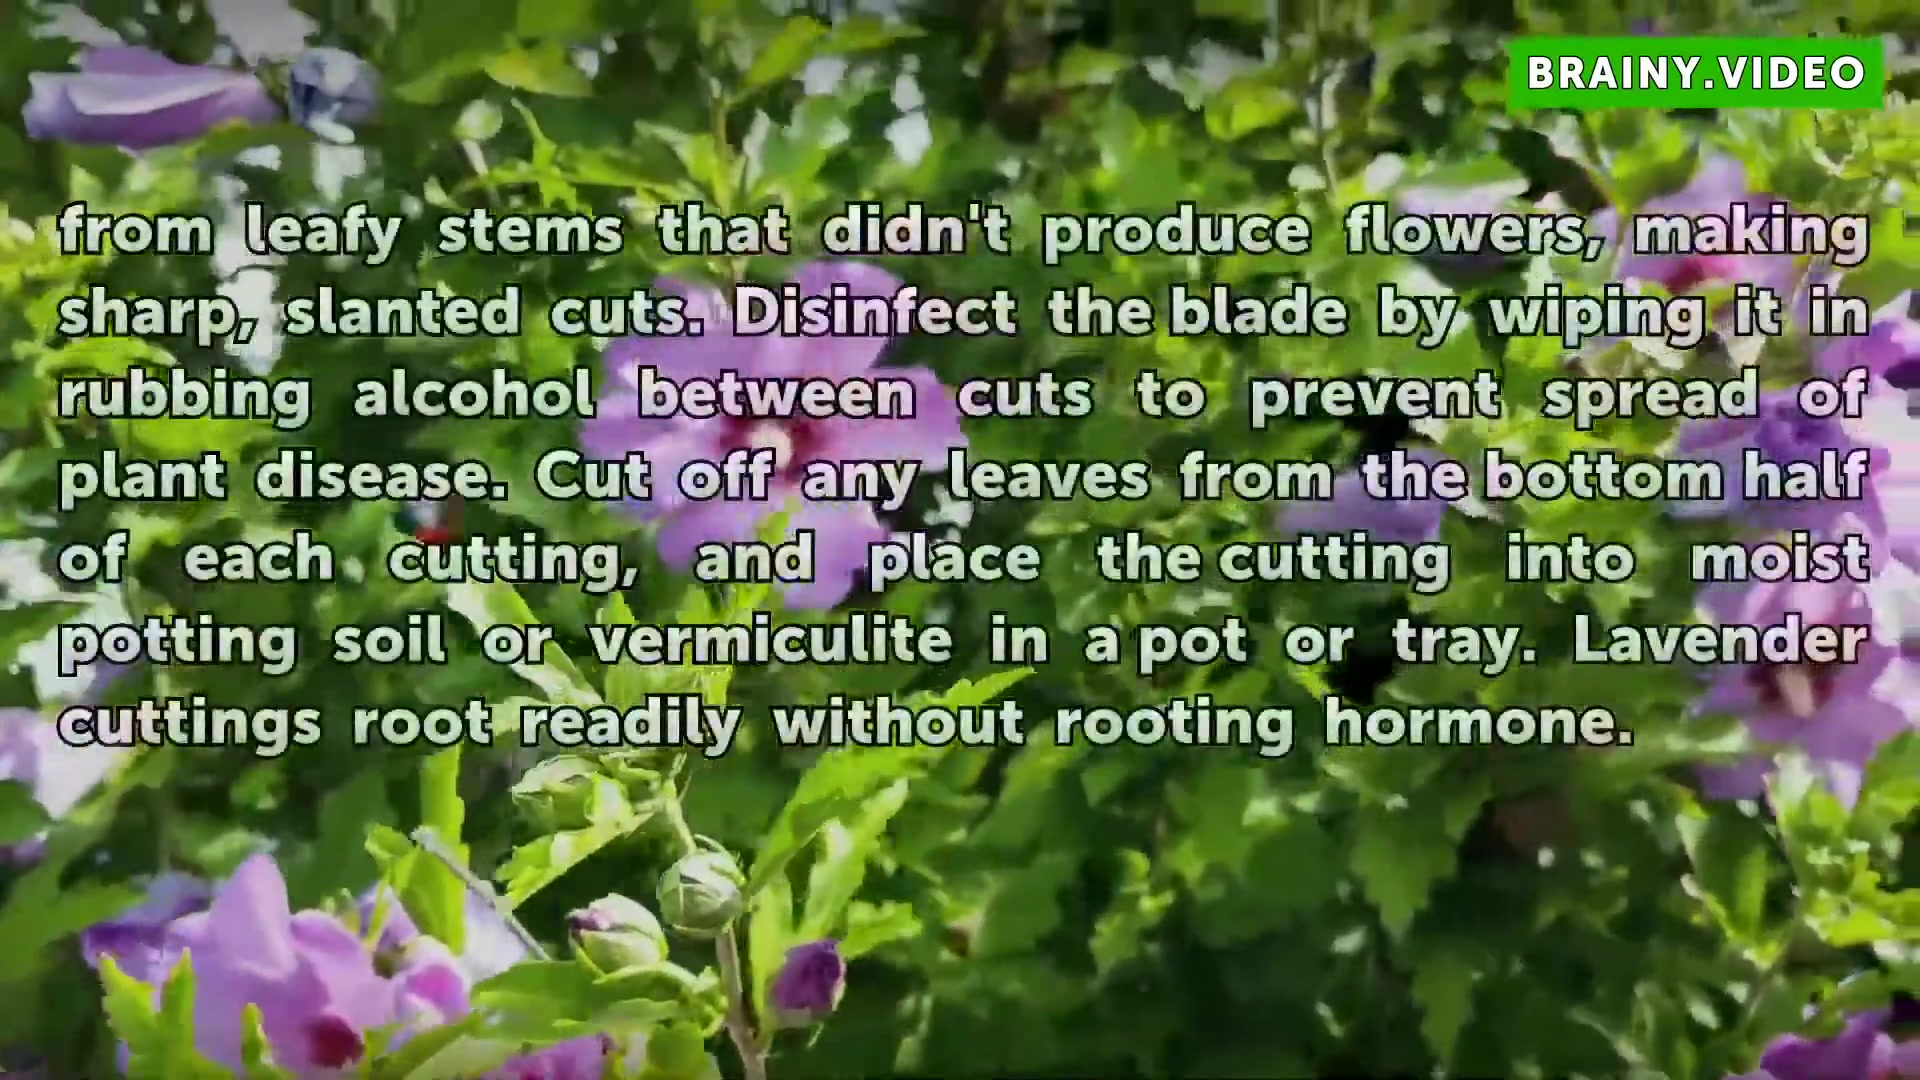 BRAINY.VIDEO
from leafy stems that didn't produce flowers, making
sharp, slanted cuts. Disinfect the blade by wiping it in
rubbing alcohol between cuts to prevent spread of
plant disease. Cut off any leaves from the bottom half
of each cutting, and place the cutting into moist
potting soil or vermiculite in a pot or tray. Lavender
cuttings root readily without rooting hormone.